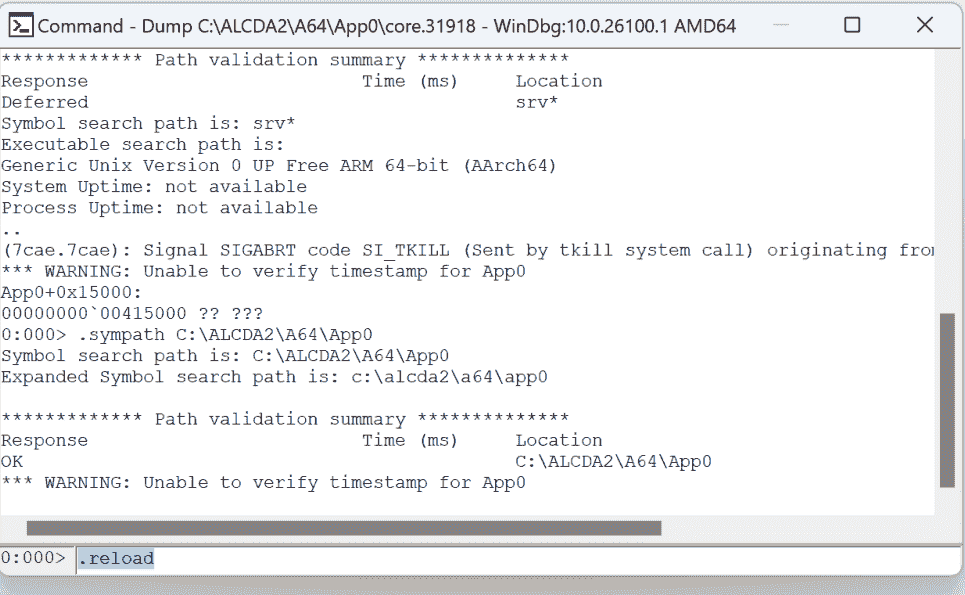 Command - Dump C:\ALCDA2\A64\App0\core.31918 - WinDbg:10.0.26100.1 AMD64
************* Path validation summary **************
Response                         Time (ms)     Location
Deferred                                       srv*
Symbol search path is: srv*
Executable search path is:
Generic Unix Version 0 UP Free ARM 64-bit (AArch64)
System Uptime: not available
Process Uptime: not available
..
(7cae.7cae): Signal SIGABRT code SI_TKILL (Sent by tkill system call) originating from
*** WARNING: Unable to verify timestamp for App0
App0+0x15000:
00000000`00415000 ?? ???
0:000> .sympath C:\ALCDA2\A64\App0
Symbol search path is: C:\ALCDA2\A64\App0
Expanded Symbol search path is: c:\alcda2\a64\app0
************* Path validation summary **************
Response                         Time (ms)     Location
OK                                             C:\ALCDA2\A64\App0
*** WARNING: Unable to verify timestamp for App0
0:000> .reload